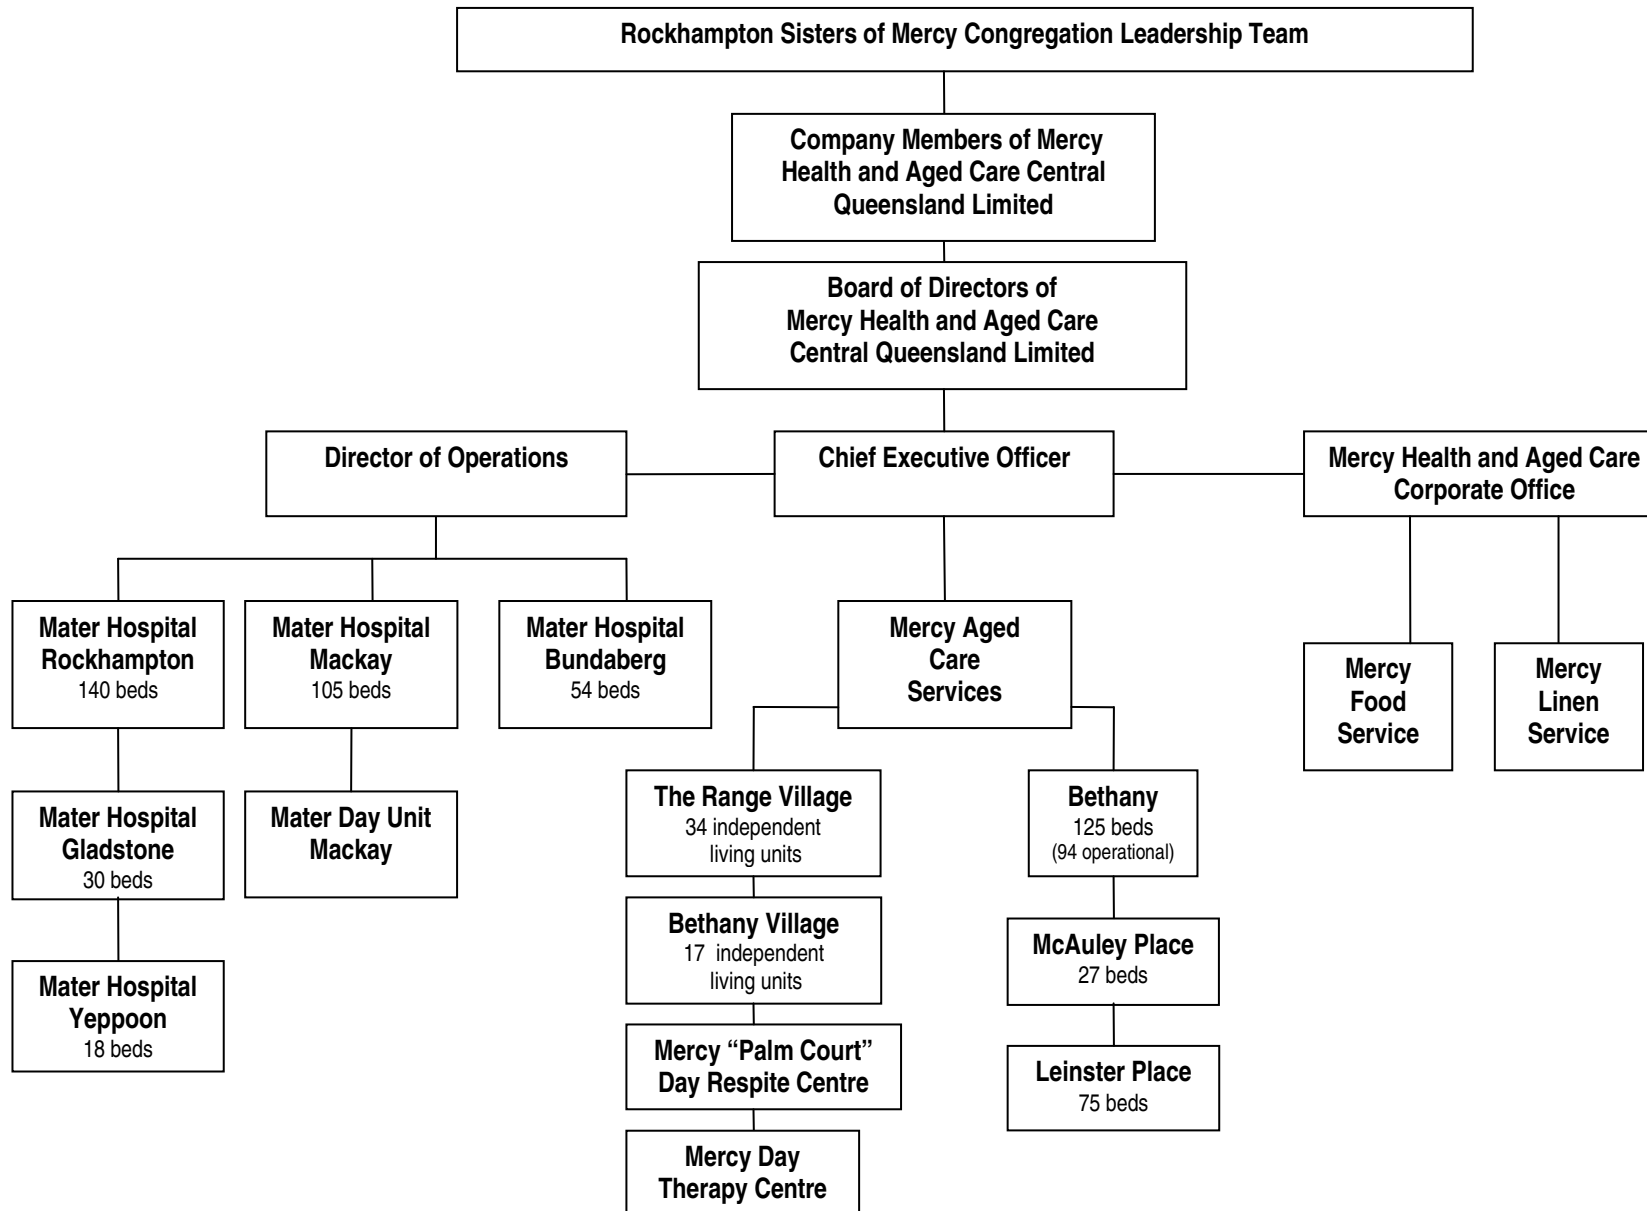 Rockhampton Sisters of Mercy Congregation Leadership Team
Company Members of Mercy
Health and Aged Care Central
Queensland Limited
Board of Directors of
Mercy Health and Aged Care
Central Queensland Limited
Director of Operations
Chief Executive Officer
Mercy Health and Aged Care
Corporate Office
Mater Hospital
Rockhampton
140 beds
Mater Hospital
Mackay
105 beds
Mater Hospital
Bundaberg
54 beds
Mercy Aged
Care
Services
Mercy
Food
Service
Mercy
Linen
Service
Mater Hospital
Gladstone
30 beds
Mater Day Unit
Mackay
The Range Village
34 independent
living units
Bethany
125 beds
(94 operational)
Bethany Village
17 independent
living units
McAuley Place
27 beds
Mater Hospital
Yeppoon
18 beds
Mercy “Palm Court”
Day Respite Centre
Leinster Place
75 beds
Mercy Day
Therapy Centre